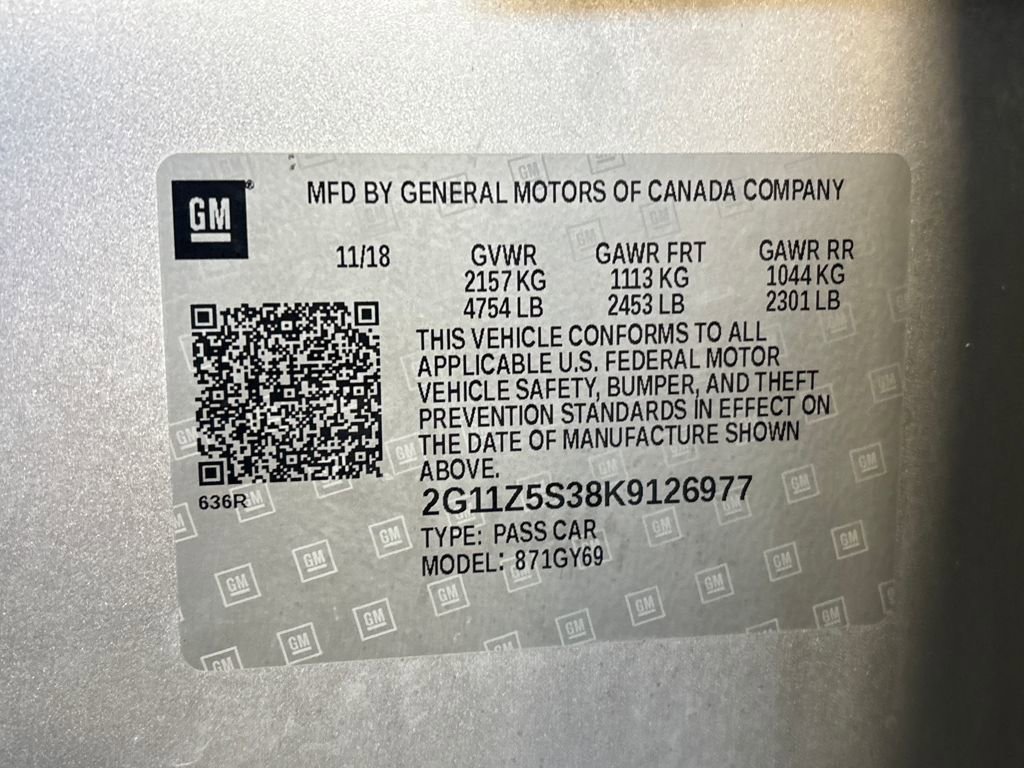 GM
MFD BY GENERAL MOTORS OF CANADA COMPANY
11/18 GVWR GAWR FRT GAWR RR
2157 KG 1113 KG 1044 KG
4754 LB 2453 LB 2301 LB
THIS VEHICLE CONFORMS TO ALL
APPLICABLE U.S. FEDERAL MOTOR
VEHICLE SAFETY, BUMPER, AND THEFT
PREVENTION STANDARDS IN EFFECT ON
THE DATE OF MANUFACTURE SHOWN
ABOVE.
636R
2G11Z5S38K9126977
TYPE: PASS CAR
MODEL: 871GY69